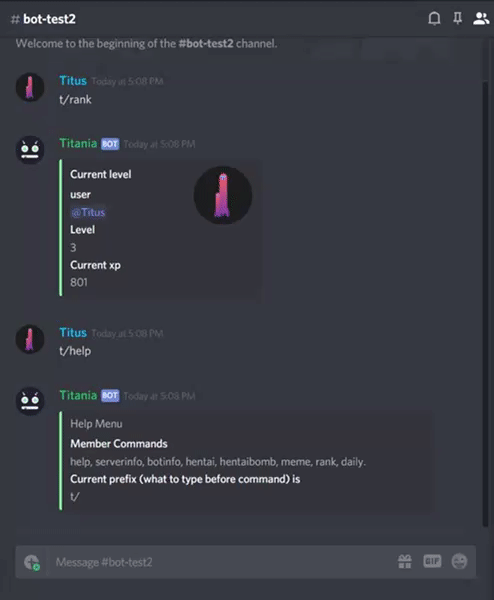 # bot-test2
Welcome to the beginning of the #bot-test2 channel.
Titus Today at 5:08 PM
t/rank
Titania BOT Today at 5:08 PM
Current level
user
@Titus
Level
3
Current xp
801
Titus Today at 5:08 PM
t/help
Titania BOT Today at 5:08 PM
Help Menu
Member Commands
help, serverinfo, botinfo, hentai, hentaibomb, meme, rank, daily.
Current prefix (what to type before command) is
t/
Message #bot-test2
GIF